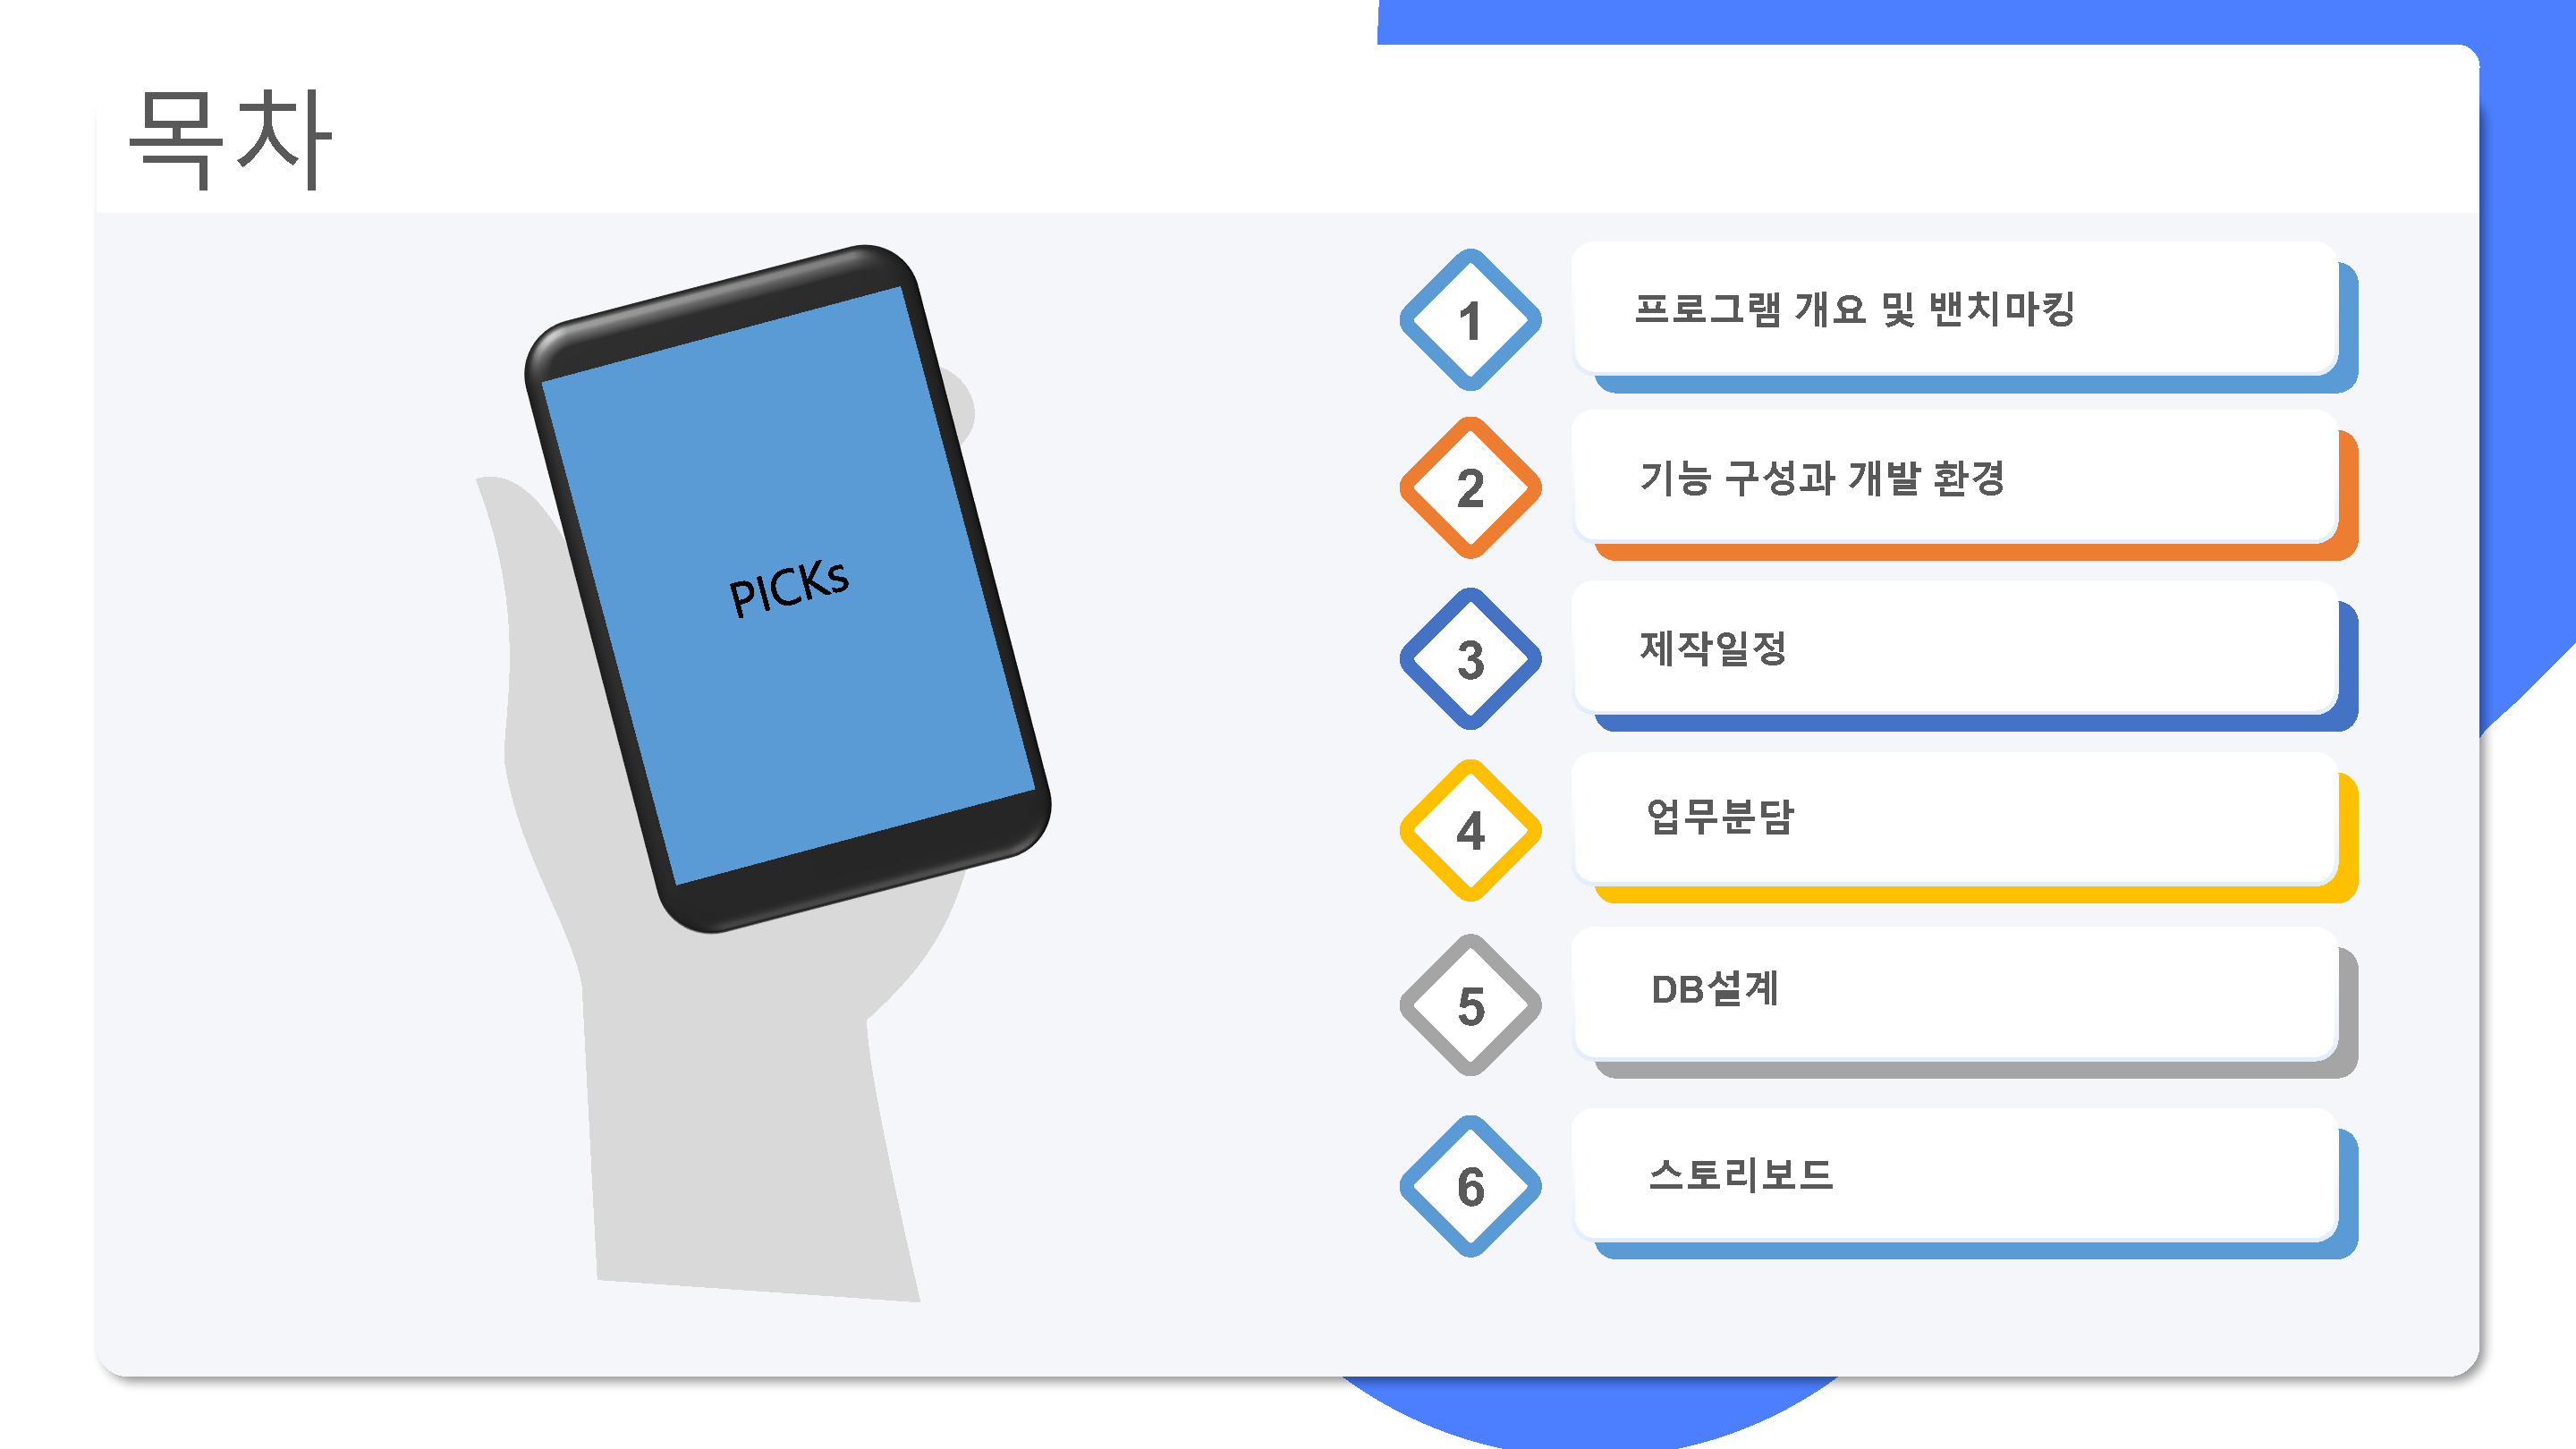 목차
PICKs
1
프로그램 개요 및 밴치마킹
2
기능 구성과 개발 환경
3
제작일정
4
업무분담
5
DB설계
6
스토리보드